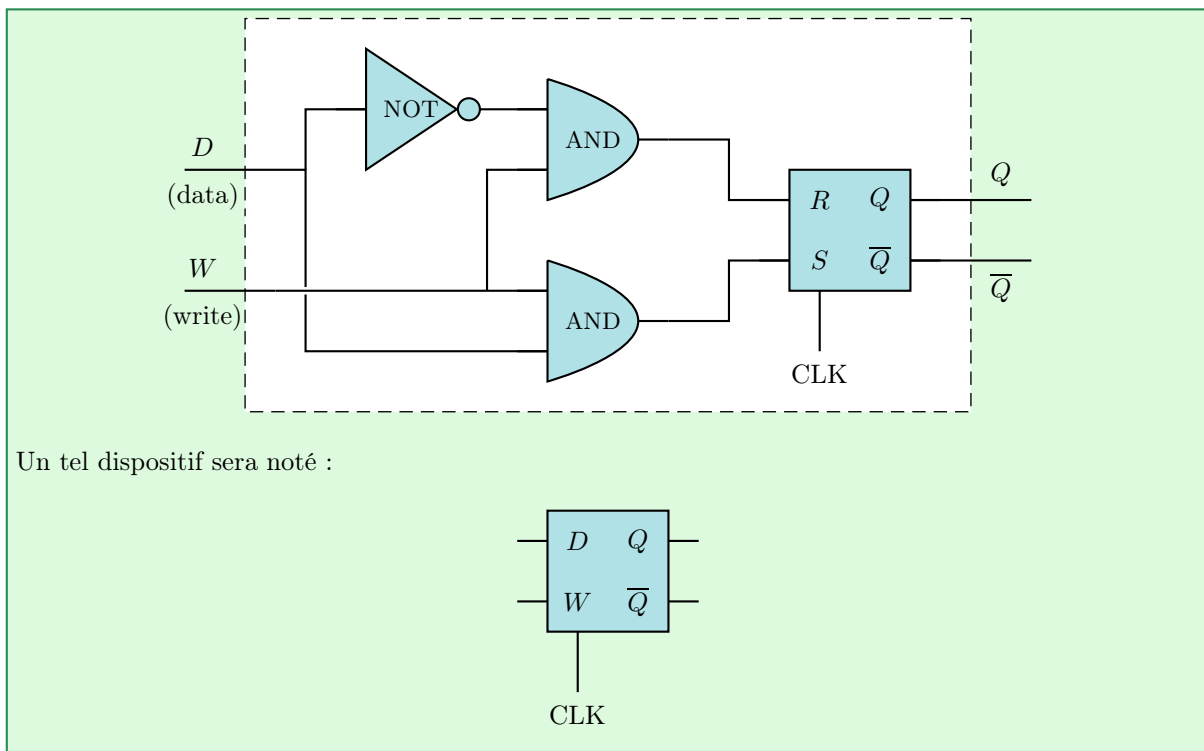 NOT
AND
D
(data)
W
(write)
AND
R Q
S Q̅
CLK
Q
Q̅
Un tel dispositif sera noté :
D Q
W Q̅
CLK